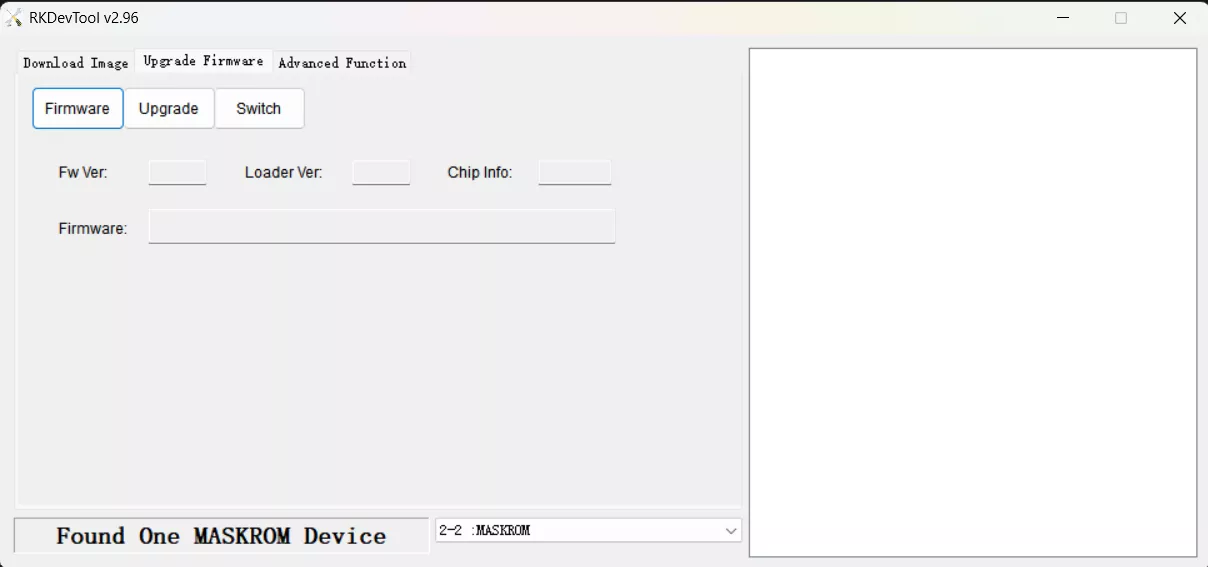 RKDevTool v2.96
Download Image Upgrade Firmware Advanced Function
Firmware Upgrade Switch
Fw Ver: Loader Ver: Chip Info:
Firmware:
Found One MASKROM Device 2-2 :MASKROM